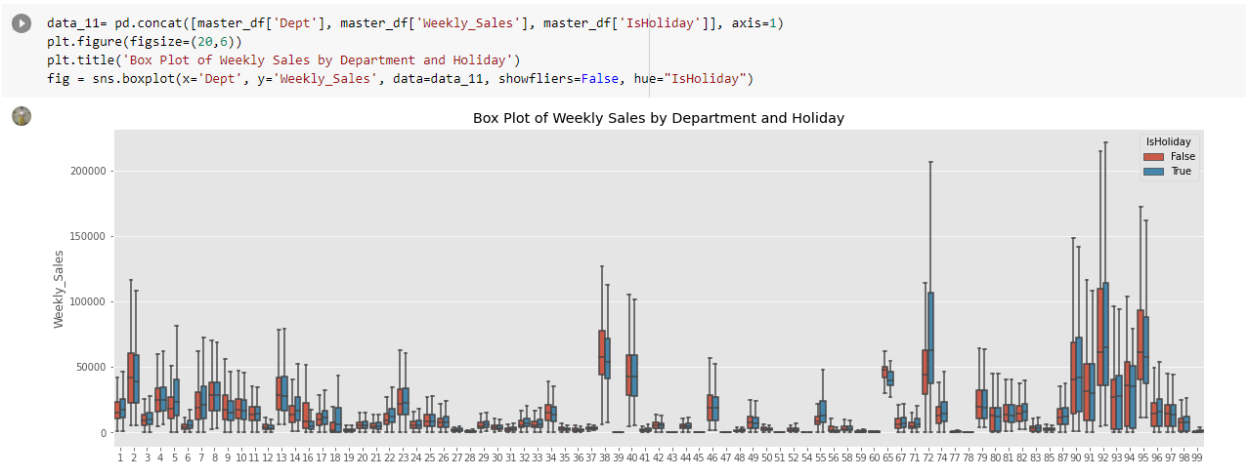 data_11= pd.concat([master_df['Dept'], master_df['Weekly_Sales'], master_df['IsHoliday']], axis=1)
plt.figure(figsize=(20,6))
plt.title('Box Plot of Weekly Sales by Department and Holiday')
fig = sns.boxplot(x='Dept', y='Weekly_Sales', data=data_11, showfliers=False, hue="IsHoliday")
Box Plot of Weekly Sales by Department and Holiday
IsHoliday
False
True
200000
150000
100000
50000
0
Weekly_Sales
1 2 3 4 5 6 7 8 9 10 11 12 13 14 16 17 18 19 20 21 22 23 24 25 26 27 28 29 30 31 32 33 34 35 36 37 38 39 40 41 42 43 44 45 46 47 48 49 50 51 52 54 55 56 58 59 60 65 67 71 72 74 77 78 79 80 81 82 83 85 87 90 91 92 93 94 95 96 97 98 99